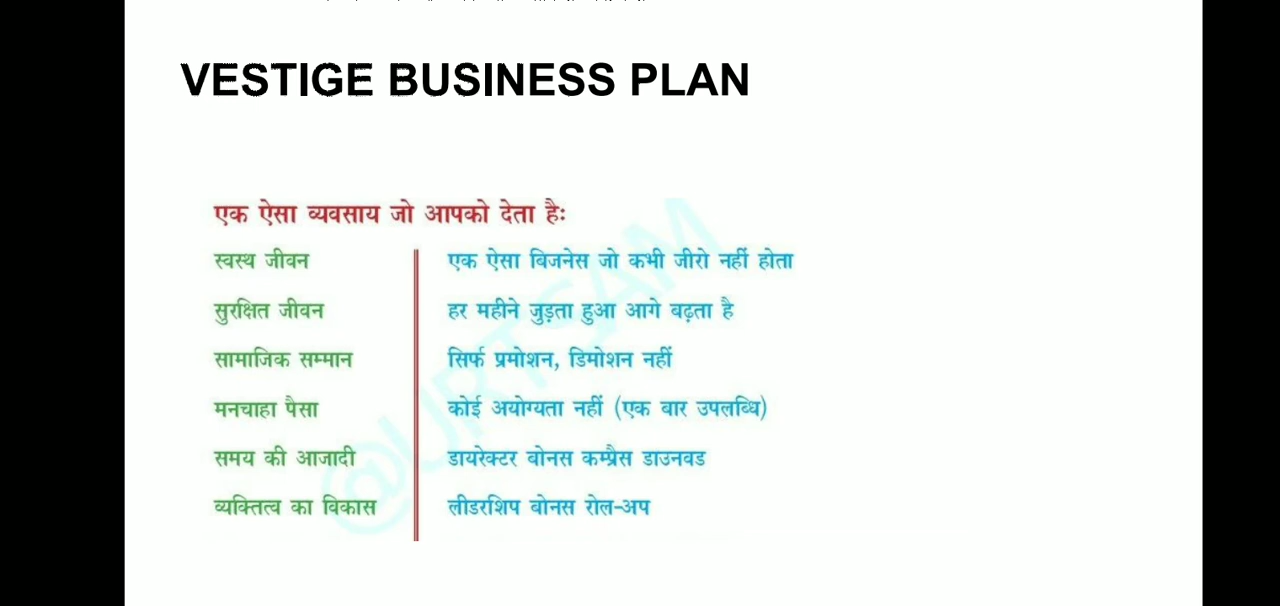 VESTIGE BUSINESS PLAN
एक ऐसा व्यवसाय जो आपको देता है:
स्वस्थ जीवन
सुरक्षित जीवन
सामाजिक सम्मान
मनचाहा पैसा
समय की आजादी
व्यक्तित्व का विकास
एक ऐसा बिजनेस जो कभी जीरो नहीं होता
हर महीने जुड़ता हुआ आगे बढ़ता है
सिर्फ प्रमोशन, डिमोशन नहीं
कोई अयोग्यता नहीं (एक बार उपलब्धि)
डायरेक्टर बोनस कम्प्रैस डाउनवड
लीडरशिप बोनस रोल-अप
@URTSAM